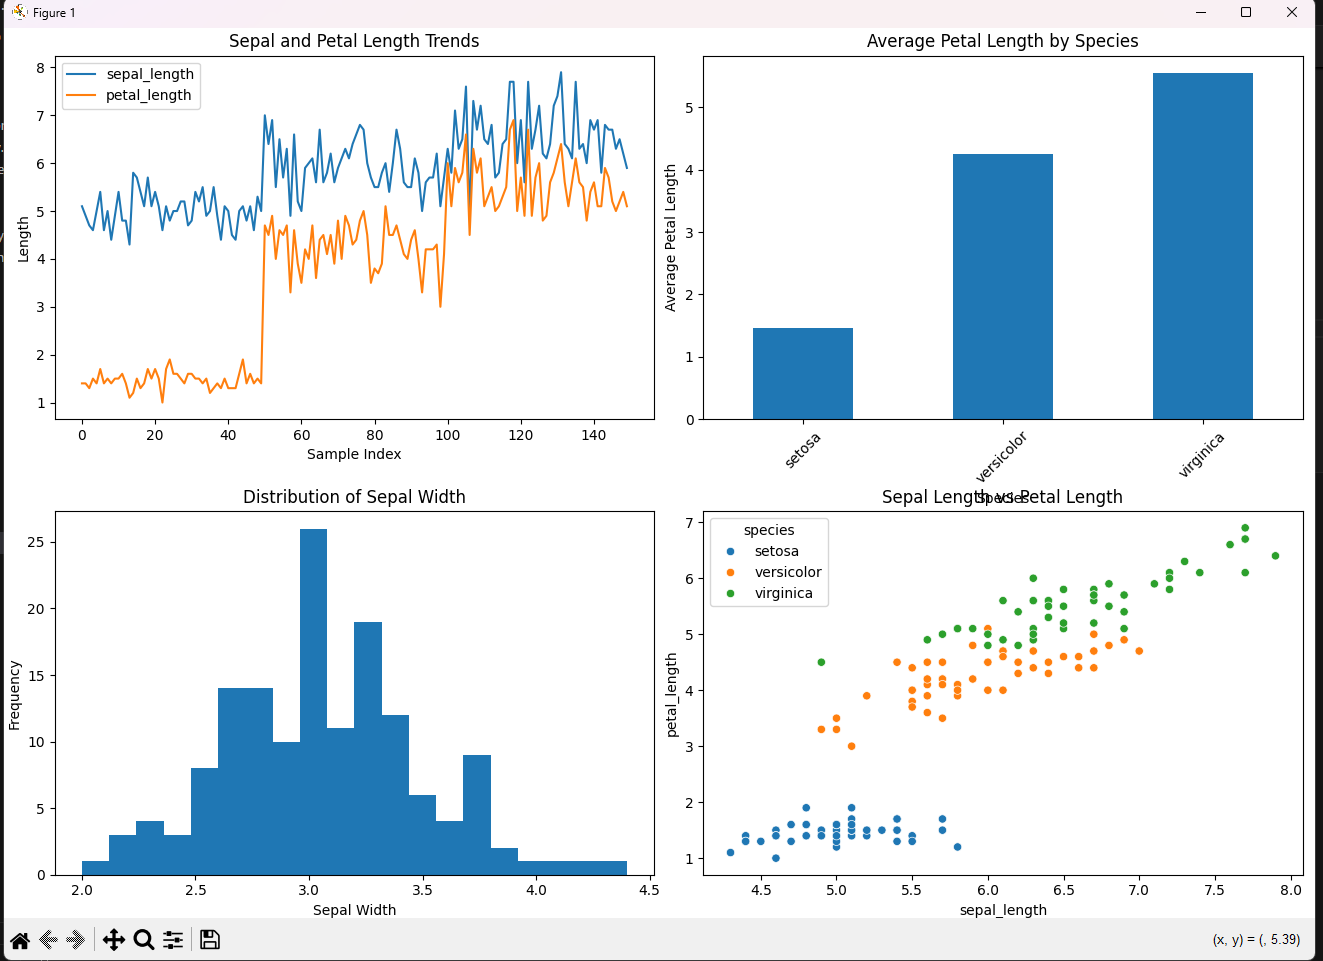 Figure 1
Sepal and Petal Length Trends
sepal_length
petal_length
8
7
6
5
4
3
2
1
Length
0 20 40 60 80 100 120 140
Sample Index
Average Petal Length by Species
5
4
3
2
1
0
Average Petal Length
setosa versicolor virginica
species
Distribution of Sepal Width
25
20
15
10
5
0
Frequency
2.0 2.5 3.0 3.5 4.0 4.5
Sepal Width
Sepal Length vs Petal Length
species
setosa
versicolor
virginica
7
6
5
4
3
2
1
petal_length
4.5 5.0 5.5 6.0 6.5 7.0 7.5 8.0
sepal_length
(x, y) = (, 5.39)